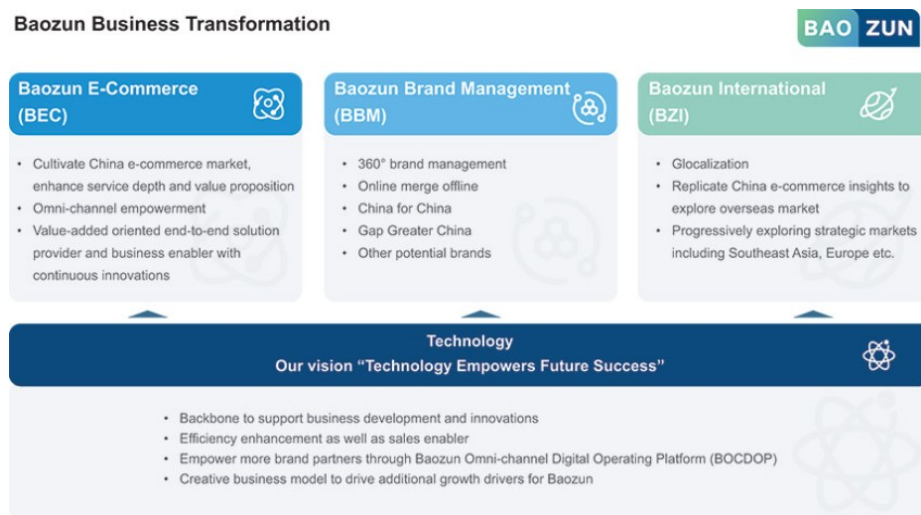 Baozun Business Transformation
BAO ZUN
Baozun E-Commerce
(BEC)
• Cultivate China e-commerce market,
enhance service depth and value proposition
• Omni-channel empowerment
• Value-added oriented end-to-end solution
provider and business enabler with
continuous innovations
Baozun Brand Management
(BBM)
• 360° brand management
• Online merge offline
• China for China
• Gap Greater China
• Other potential brands
Baozun International
(BZI)
• Glocalization
• Replicate China e-commerce insights to
explore overseas market
• Progressively exploring strategic markets
including Southeast Asia, Europe etc.
Technology
Our vision “Technology Empowers Future Success”
• Backbone to support business development and innovations
• Efficiency enhancement as well as sales enabler
• Empower more brand partners through Baozun Omni-channel Digital Operating Platform (BOCDOP)
• Creative business model to drive additional growth drivers for Baozun